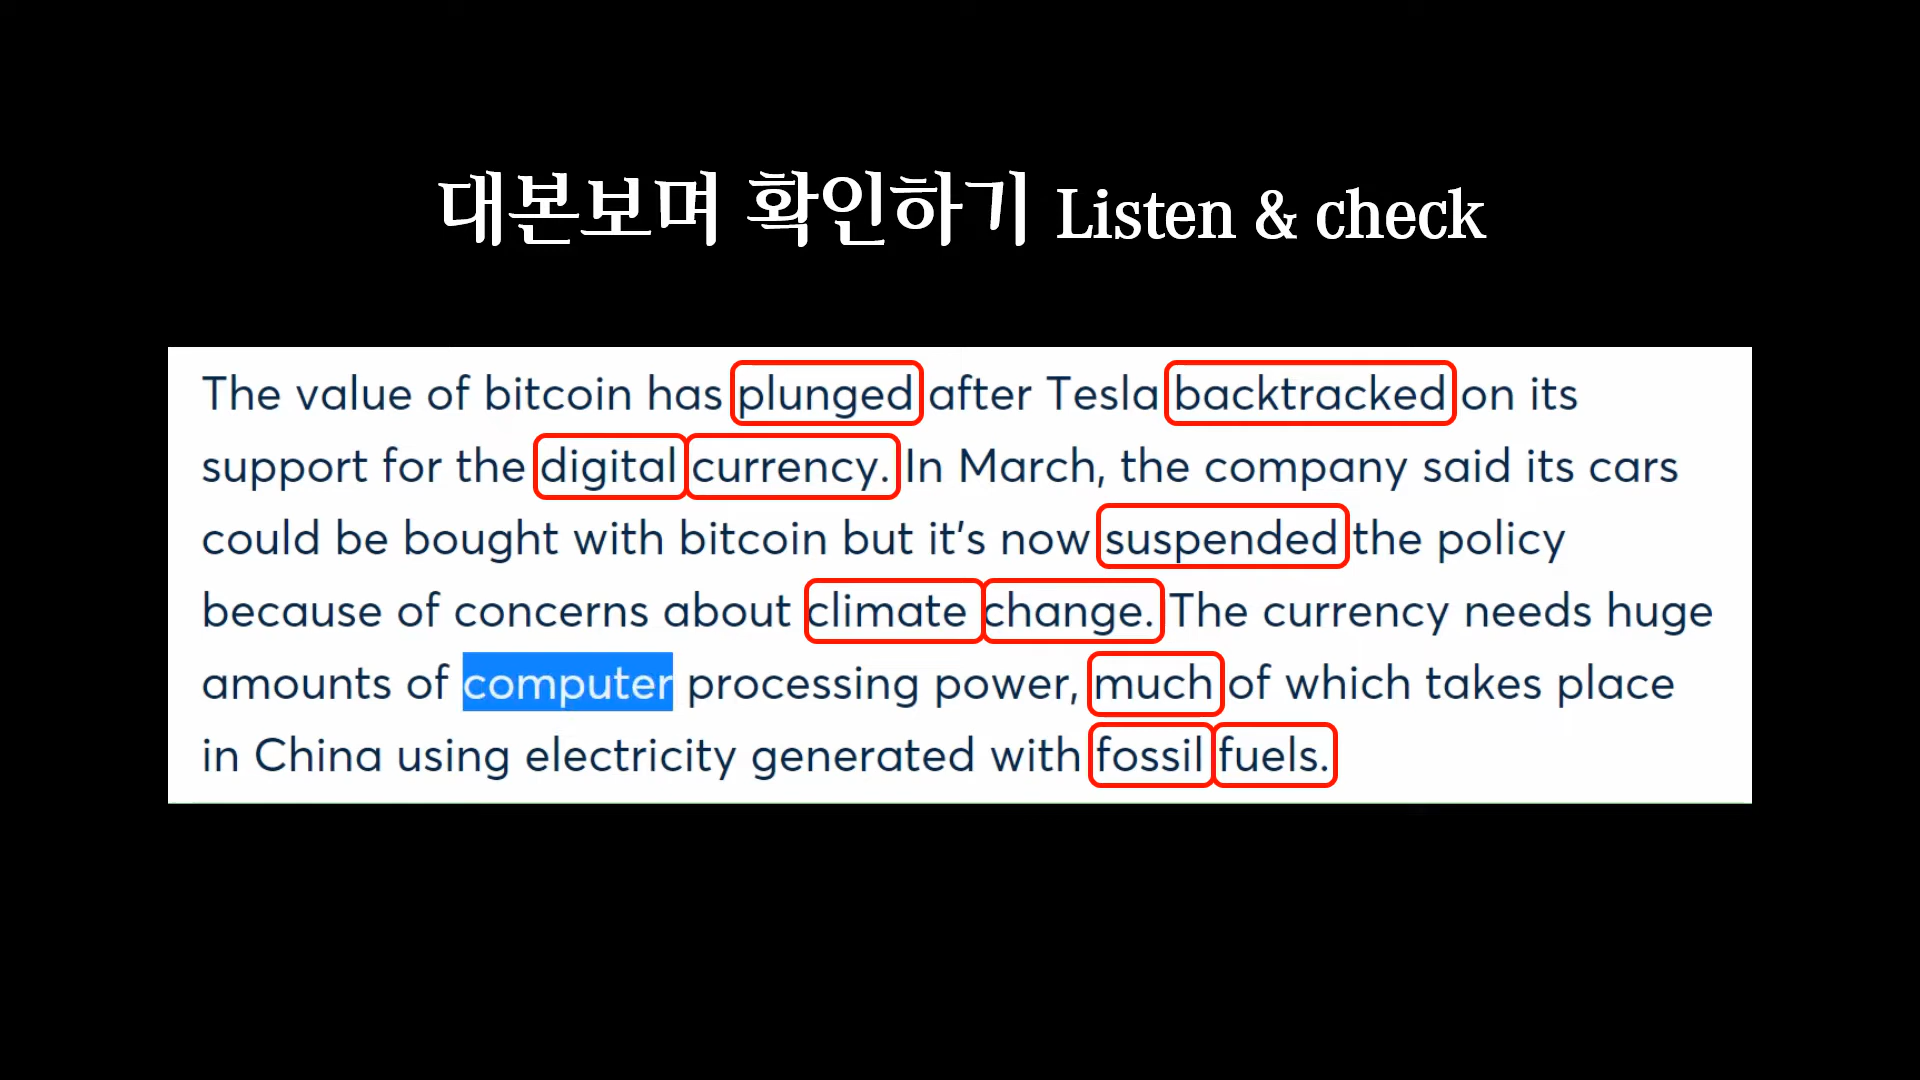 대본보며 확인하기 Listen & check
The value of bitcoin has plunged after Tesla backtracked on its
support for the digital currency. In March, the company said its cars
could be bought with bitcoin but it’s now suspended the policy
because of concerns about climate change. The currency needs huge
amounts of computer processing power, much of which takes place
in China using electricity generated with fossil fuels.